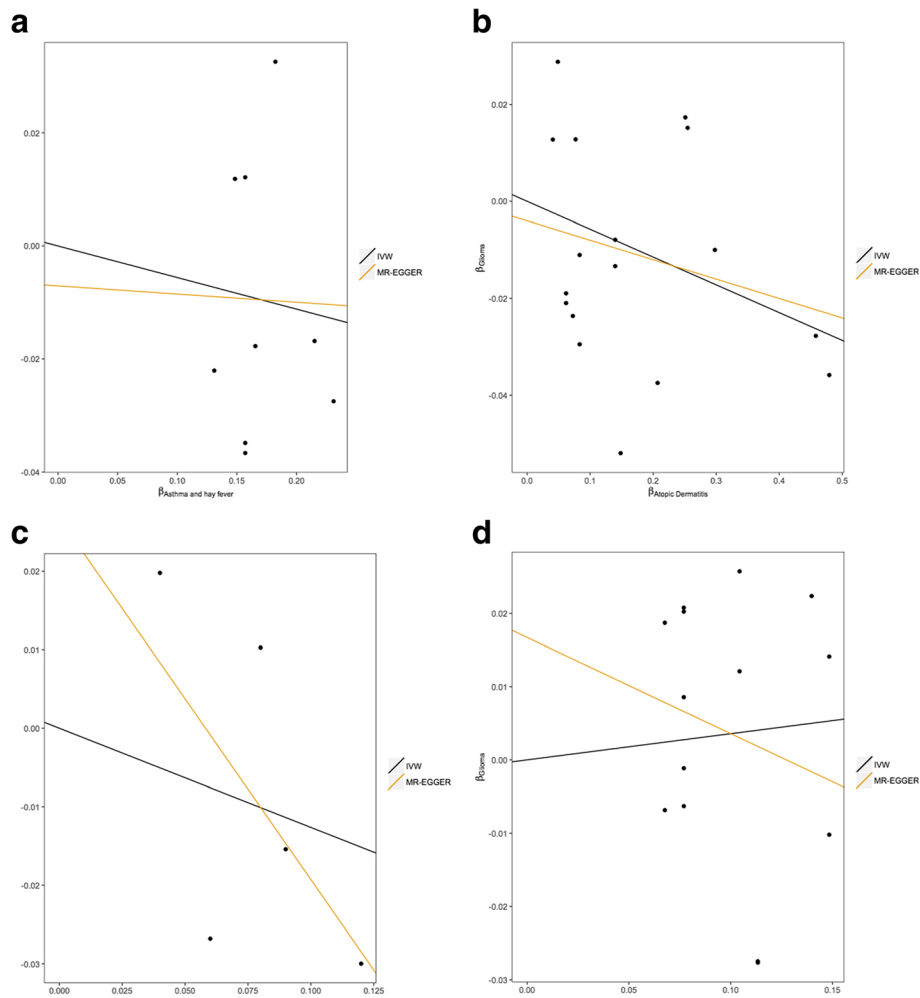 a
0.02
0.00
-0.02
-0.04
0.00 0.05 0.10 0.15 0.20
βAsthma and hay fever
IVW
MR-EGGER
b
βGlioma
0.02
0.00
-0.02
-0.04
0.0 0.1 0.2 0.3 0.4 0.5
βAtopic Dermatitis
IVW
MR-EGGER
c
0.02
0.01
0.00
-0.01
-0.02
-0.03
0.000 0.025 0.050 0.075 0.100 0.125
IVW
MR-EGGER
d
βGlioma
0.02
0.01
0.00
-0.01
-0.02
-0.03
0.00 0.05 0.10 0.15
IVW
MR-EGGER